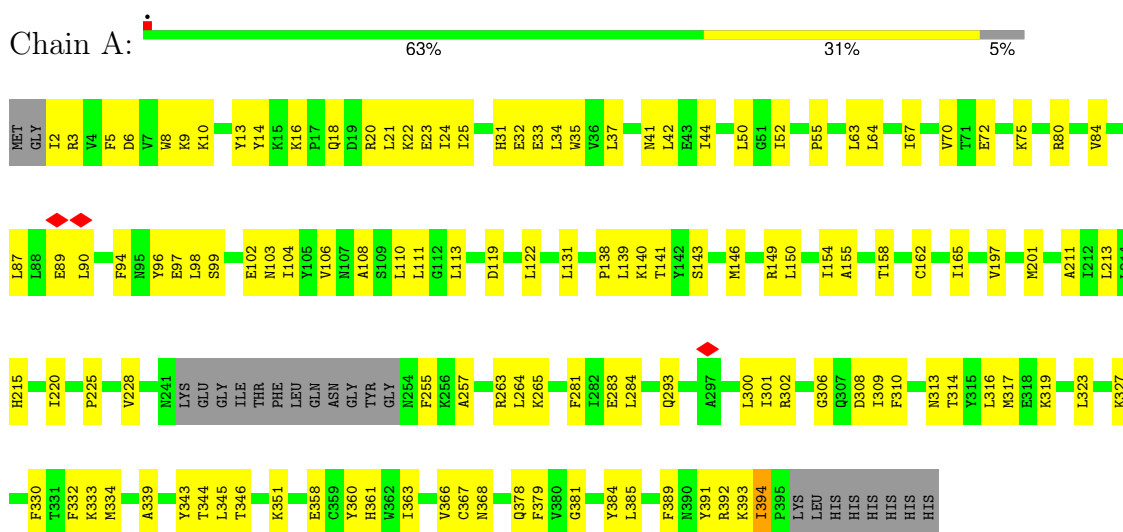 Chain A:
63% 31% 5%
MET GLY I2 R3 V4 F5 D6 V7 W8 K9 K10 Y13 Y14 K15 K16 P17 Q18 D19 R20 L21 K22 E23 I24 I25 H31 E32 E33 L34 W35 V36 L37 N41 L42 E43 I44 L50 G51 I52 P55 L63 L64 I67 V70 T71 E72 K75 R80 V84
L87 L88 E89 L90 F94 N95 Y96 E97 L98 S99 E102 N103 I104 Y105 V106 N107 A108 S109 L110 L111 G112 L113 D119 L122 L131 P138 L139 K140 T141 Y142 S143 M146 R149 L150 I154 A155 T158 C162 I165 V197 M201 A211 I212 L213
H215 I220 P225 V228 N241 LYS GLU GLY ILE THR PHE LEU GLN ASN GLY TYR GLY N254 F255 K256 A257 R263 L264 K265 F281 I282 E283 L284 Q293 A297 L300 I301 R302 G306 Q307 D308 I309 F310 N313 T314 Y315 L316 M317 E318 K319 L323 K327
F330 T331 F332 K333 M334 A339 Y343 T344 L345 T346 K351 E358 C359 Y360 H361 W362 I363 V366 C367 N368 Q378 F379 V380 G381 Y384 L385 F389 N390 Y391 R392 K393 I394 P395 LYS LEU HIS HIS HIS HIS HIS HIS